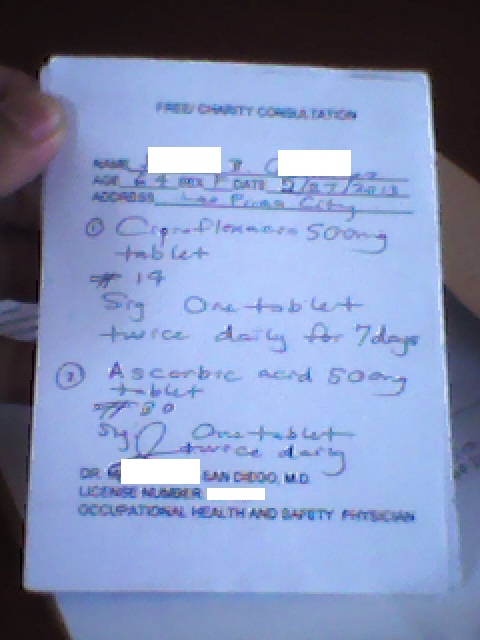 FREE/ CHARITY CONSULTATION
NAME B.
AGE 64 SEX F DATE 2/27/2013
ADDRESS Las Pinas City
① Ciprofloxacin 500mg
tablet
# 14
Sig One tablet
twice daily for 7days
② Ascorbic acid 500mg
tablet
# 30
Sig One tablet
twice daily
DR. SAN DIEGO, M.D.
LICENSE NUMBER
OCCUPATIONAL HEALTH AND SAFETY PHYSICIAN